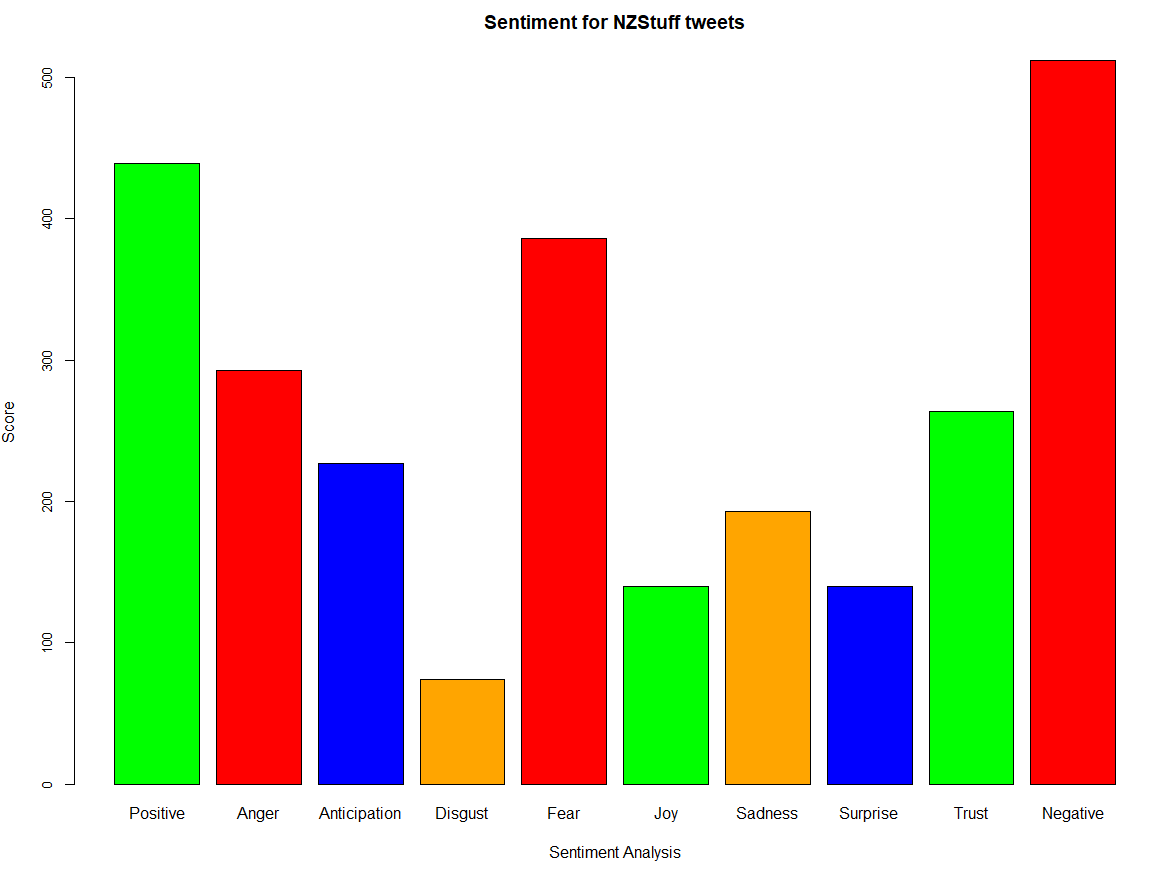 Sentiment for NZStuff tweets
Score
500
400
300
200
100
0
Positive Anger Anticipation Disgust Fear Joy Sadness Surprise Trust Negative
Sentiment Analysis